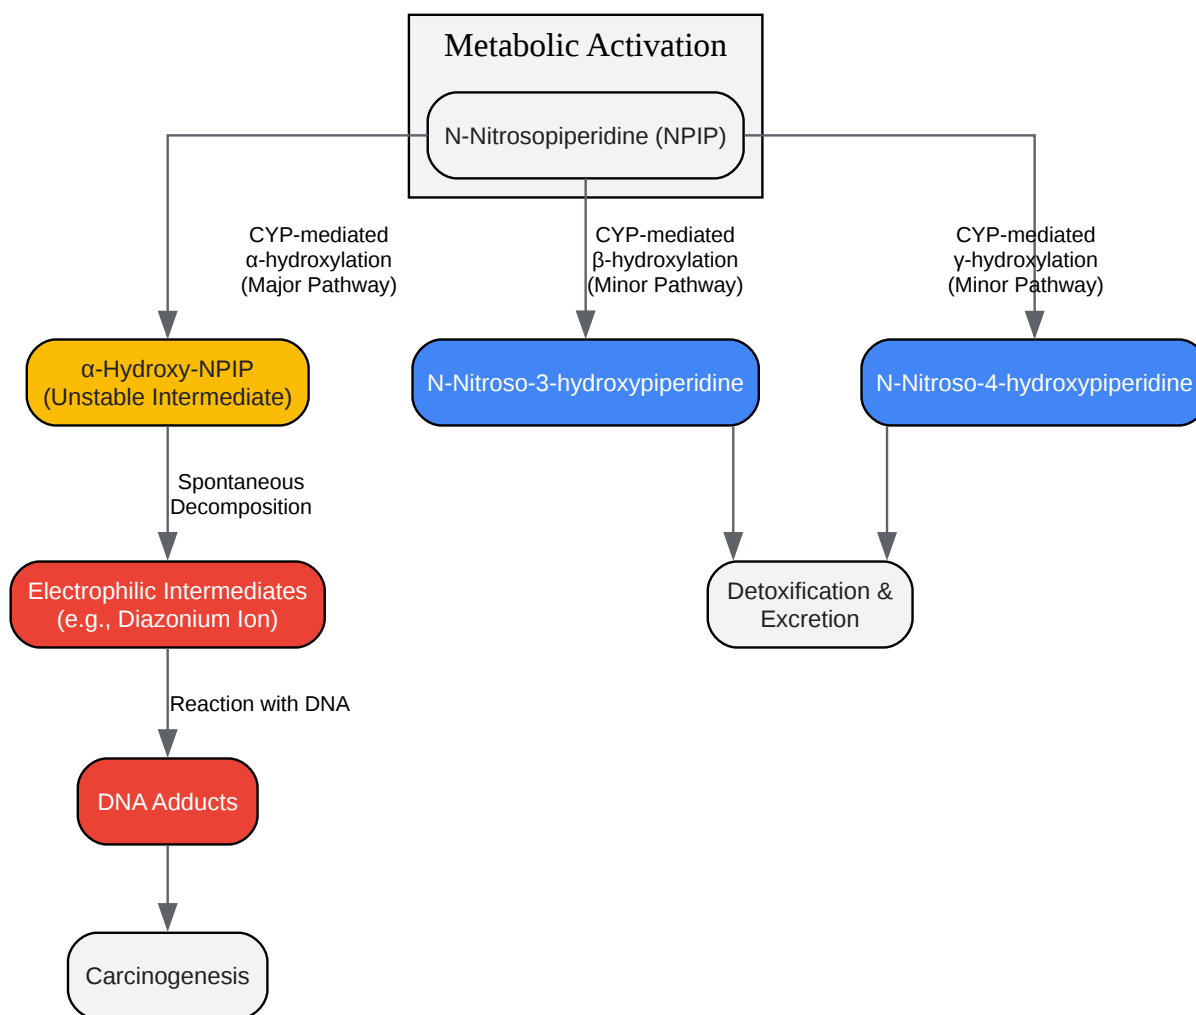 Metabolic Activation
N-Nitrosopiperidine (NPIP)
CYP-mediated
α-hydroxylation
(Major Pathway)
CYP-mediated
β-hydroxylation
(Minor Pathway)
CYP-mediated
γ-hydroxylation
(Minor Pathway)
α-Hydroxy-NPIP
(Unstable Intermediate)
N-Nitroso-3-hydroxypiperidine
N-Nitroso-4-hydroxypiperidine
Spontaneous
Decomposition
Electrophilic Intermediates
(e.g., Diazonium Ion)
Detoxification &
Excretion
Reaction with DNA
DNA Adducts
Carcinogenesis